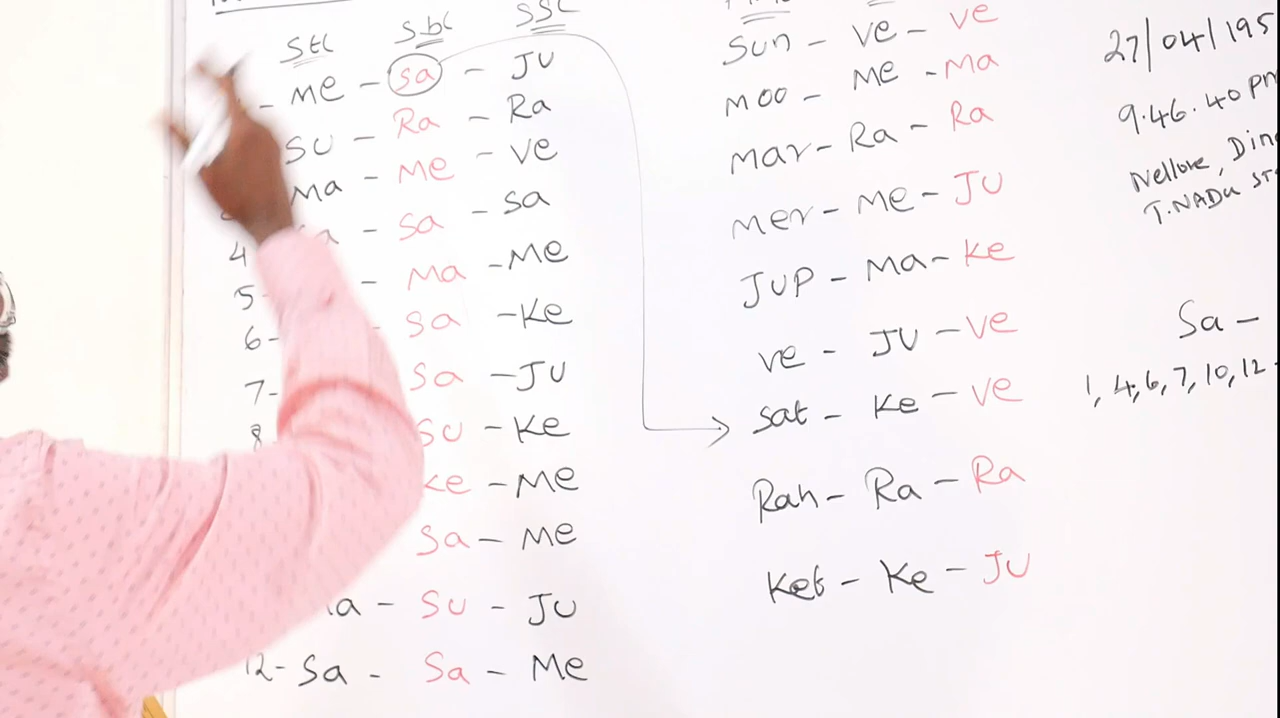 Stl Sbl SSL
- Me - Sa - JU
SU - Ra - Ra
Ma - Me - Ve
4 - Sa - Sa
5- - Ma - Me
6- Sa - Ke
7- Sa - JU
8 SU - Ke
Ke - Me
Sa - Me
a - SU - JU
12 - Sa - Sa - Me
Sun - Ve - Ve
Moo - Me - Ma
Mar - Ra - Ra
Mer - Me - JU
JUP - Ma - Ke
Ve - JU - Ve
Sat - Ke - Ve
Rah - Ra - Ra
Ket - Ke - JU
27/04/195
9.46.40 Pm
Nellore, Din
T.NADU ST
Sa -
1, 4, 6, 7, 10, 12